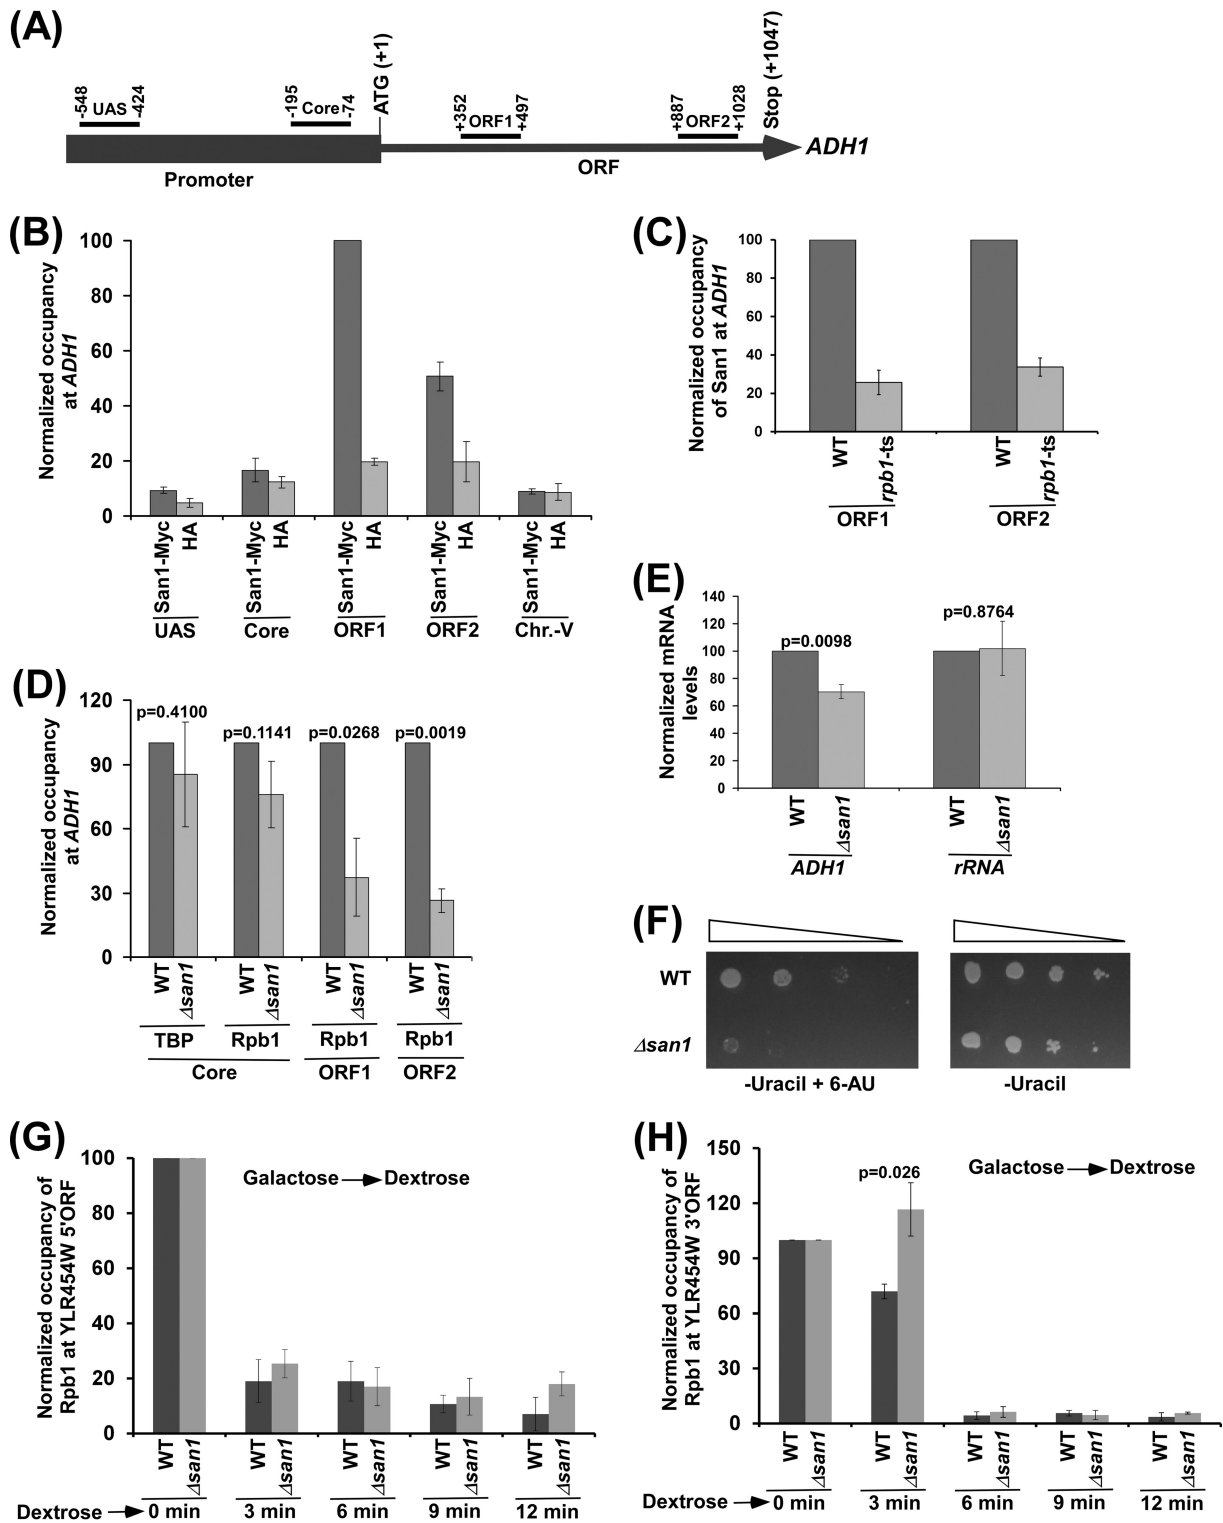 (A)
-548 UAS -424
-195 Core -74
ATG (+1)
+352 ORF1 +497
+887 ORF2 +1028
Stop (+1047)
ADH1
Promoter
ORF
(B)
Normalized occupancy
at ADH1
100
80
60
40
20
0
San1-Myc HA San1-Myc HA San1-Myc HA San1-Myc HA San1-Myc HA
UAS Core ORF1 ORF2 Chr.-V
(C)
Normalized occupancy
of San1 at ADH1
100
80
60
40
20
0
WT rpb1-ts WT rpb1-ts
ORF1 ORF2
(D)
Normalized occupancy
at ADH1
120
90
60
30
0
p=0.4100 p=0.1141 p=0.0268 p=0.0019
WT Δsan1 WT Δsan1 WT Δsan1 WT Δsan1
TBP Rpb1 Rpb1 Rpb1
Core ORF1 ORF2
(E)
Normalized mRNA
levels
140
120
100
80
60
40
20
0
p=0.0098
p=0.8764
WT Δsan1 WT Δsan1
ADH1 rRNA
(F)
WT
Δsan1
-Uracil + 6-AU
-Uracil
(G)
Normalized occupancy of
Rpb1 at YLR454W 5'ORF
100
80
60
40
20
0
Galactose Dextrose
WT Δsan1 WT Δsan1 WT Δsan1 WT Δsan1 WT Δsan1
Dextrose 0 min 3 min 6 min 9 min 12 min
(H)
Normalized occupancy of
Rpb1 at YLR454W 3'ORF
150
120
90
60
30
0
p=0.026
Galactose Dextrose
WT Δsan1 WT Δsan1 WT Δsan1 WT Δsan1 WT Δsan1
Dextrose 0 min 3 min 6 min 9 min 12 min